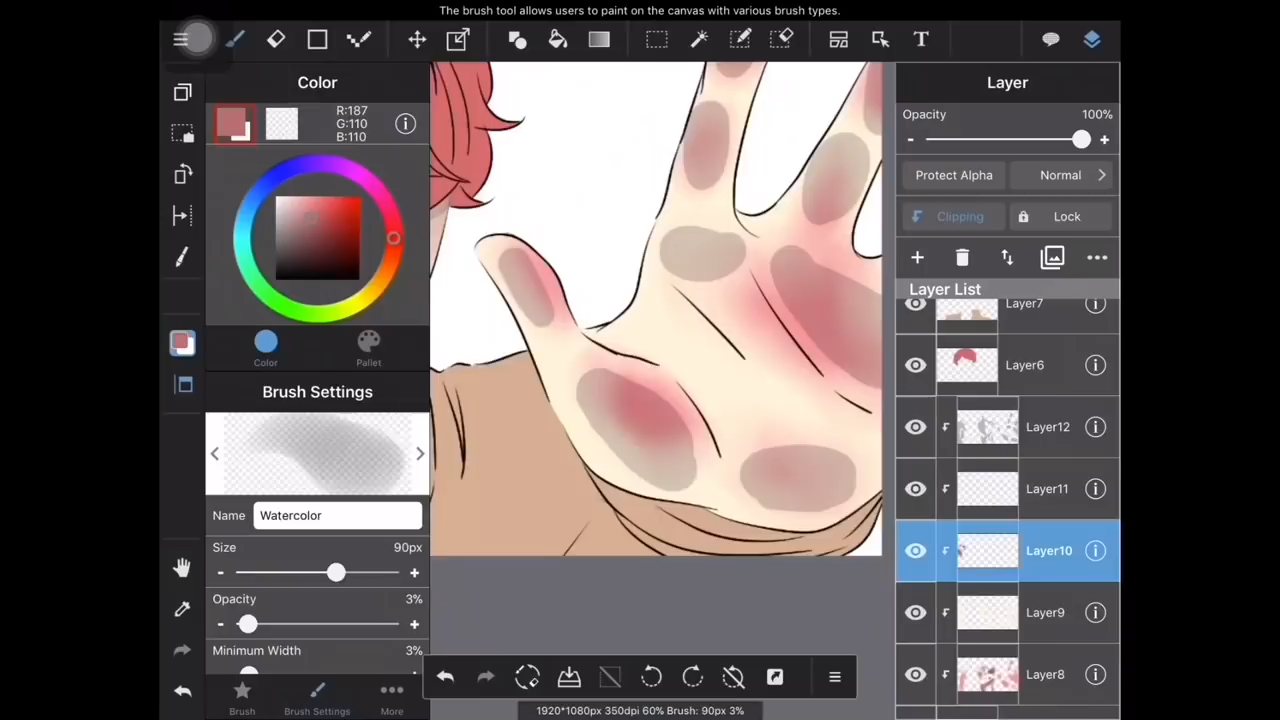 The brush tool allows users to paint on the canvas with various brush types.
T
Color
R:187
G:110
B:110
Color
Pallet
Brush Settings
Name Watercolor
Size 90px
- +
Opacity 3%
- +
Minimum Width 3%
Brush
Brush Settings
More
1920*1080px 350dpi 60% Brush: 90px 3%
Layer
Opacity 100%
- +
Protect Alpha Normal
Clipping Lock
Layer List
Layer7
Layer6
Layer12
Layer11
Layer10
Layer9
Layer8